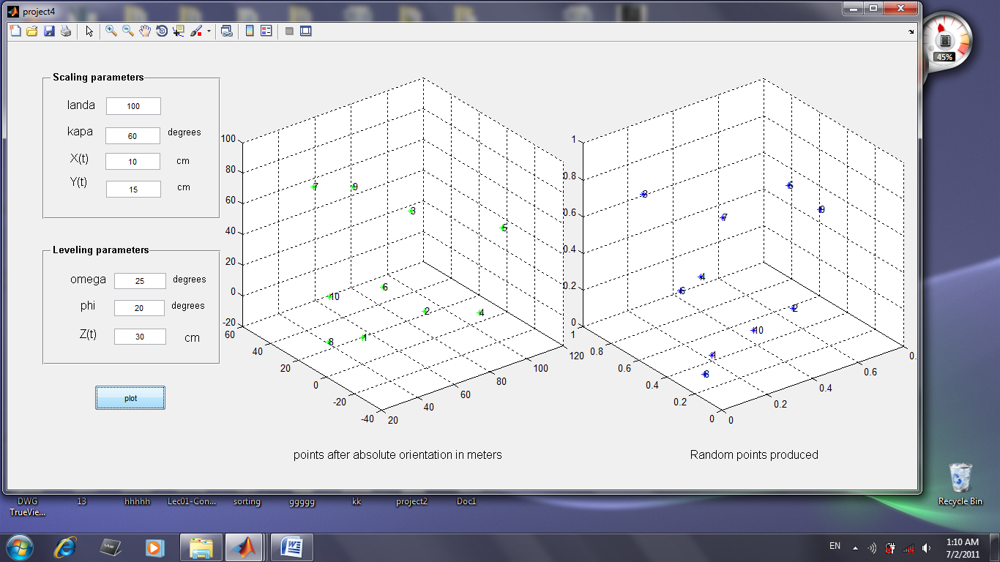 project4
Scaling parameters
landa 100
kapa 60 degrees
X(t) 10 cm
Y(t) 15 cm
Leveling parameters
omega 25 degrees
phi 20 degrees
Z(t) 30 cm
plot
100
80
60
40
20
0
-20
60
40
20
0
-20
-40
20
40
60
80
100
120
7
9
3
5
10
6
2
4
8
1
points after absolute orientation in meters
1
0.8
0.6
0.4
0.2
0
1
0.8
0.6
0.4
0.2
0
0
0.2
0.4
0.6
0.
7
9
4
2
10
1
Random points produced
45%
DWG TrueVie...
13
hhhhh
Lec01-Con...
sorting
ggggg
kk
project2
Doc1
Recycle Bin
VAIO
EN
1:10 AM
7/2/2011